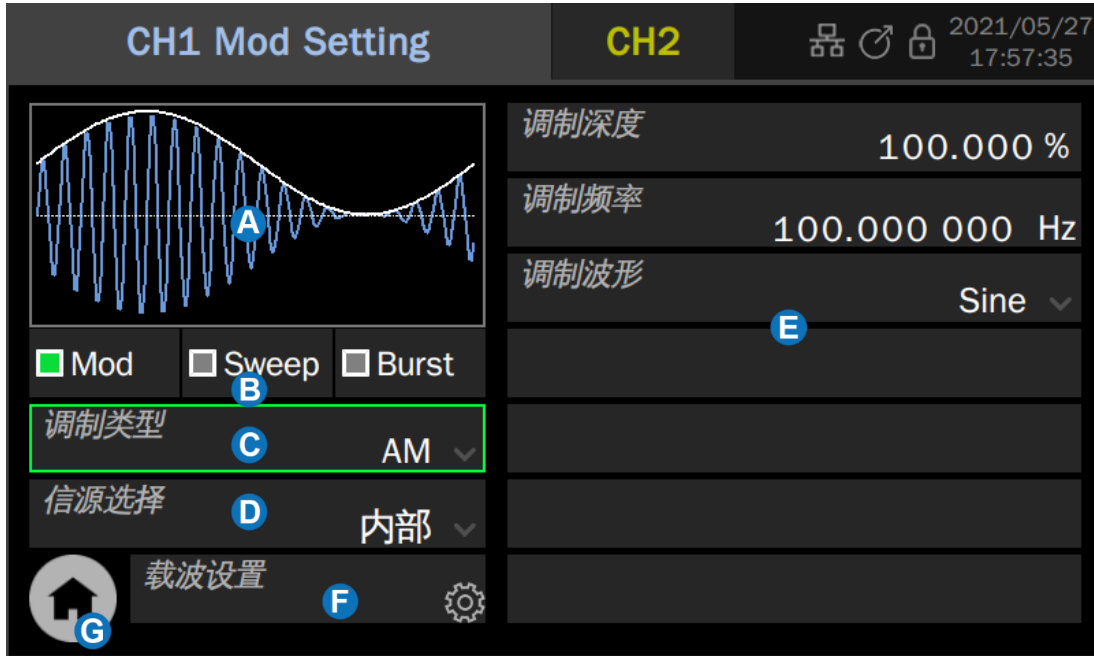 CH1 Mod Setting
CH2
2021/05/27
17:57:35
A
Mod
Sweep
Burst
B
调制类型
C
AM
信源选择
D
内部
载波设置
F
G
调制深度
100.000 %
调制频率
100.000 000 Hz
调制波形
Sine
E